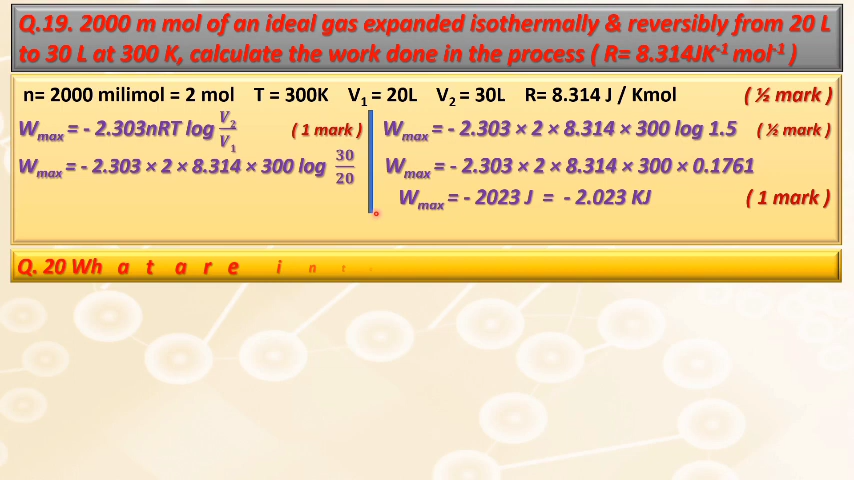 Q.19. 2000 m mol of an ideal gas expanded isothermally & reversibly from 20 L
to 30 L at 300 K, calculate the work done in the process ( R= 8.314JK⁻¹ mol⁻¹ )
n= 2000 milimol = 2 mol T = 300K V₁ = 20L V₂ = 30L R= 8.314 J / Kmol ( ½ mark )
Wmax = - 2.303nRT log V₂/V₁ ( 1 mark )
Wmax = - 2.303 × 2 × 8.314 × 300 log 30/20
Wmax = - 2.303 × 2 × 8.314 × 300 log 1.5 ( ½ mark )
Wmax = - 2.303 × 2 × 8.314 × 300 × 0.1761
Wmax = - 2023 J = - 2.023 KJ ( 1 mark )
Q. 20 Wh a t a r e i n t